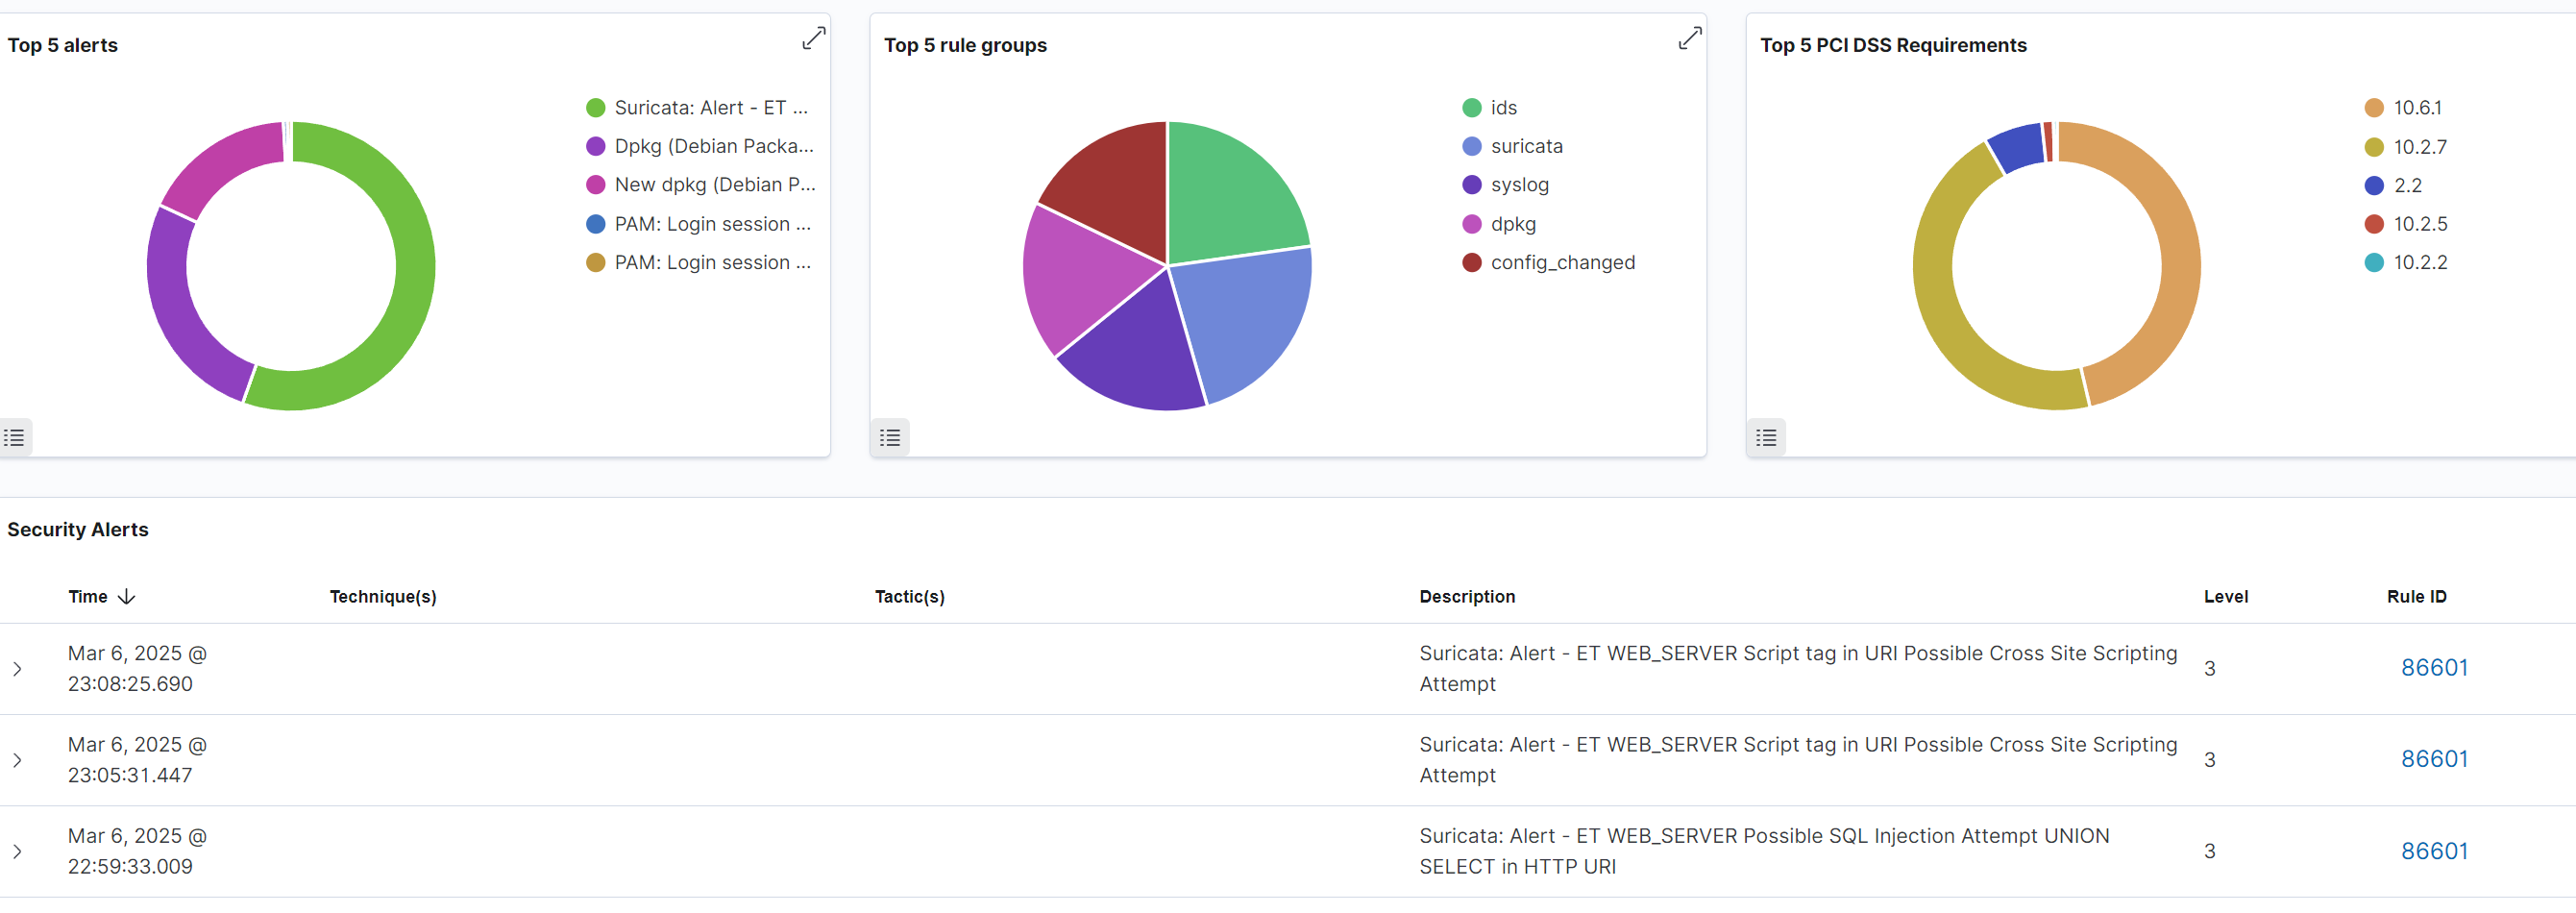 Top 5 alerts
Suricata: Alert - ET ...
Dpkg (Debian Packa...
New dpkg (Debian P...
PAM: Login session ...
PAM: Login session ...
Top 5 rule groups
ids
suricata
syslog
dpkg
config_changed
Top 5 PCI DSS Requirements
10.6.1
10.2.7
2.2
10.2.5
10.2.2
Security Alerts
Time Technique(s) Tactic(s) Description Level Rule ID
Mar 6, 2025 @ Suricata: Alert - ET WEB_SERVER Script tag in URI Possible Cross Site Scripting
3 86601
23:08:25.690 Attempt
Mar 6, 2025 @ Suricata: Alert - ET WEB_SERVER Script tag in URI Possible Cross Site Scripting
3 86601
23:05:31.447 Attempt
Mar 6, 2025 @ Suricata: Alert - ET WEB_SERVER Possible SQL Injection Attempt UNION
3 86601
22:59:33.009 SELECT in HTTP URI